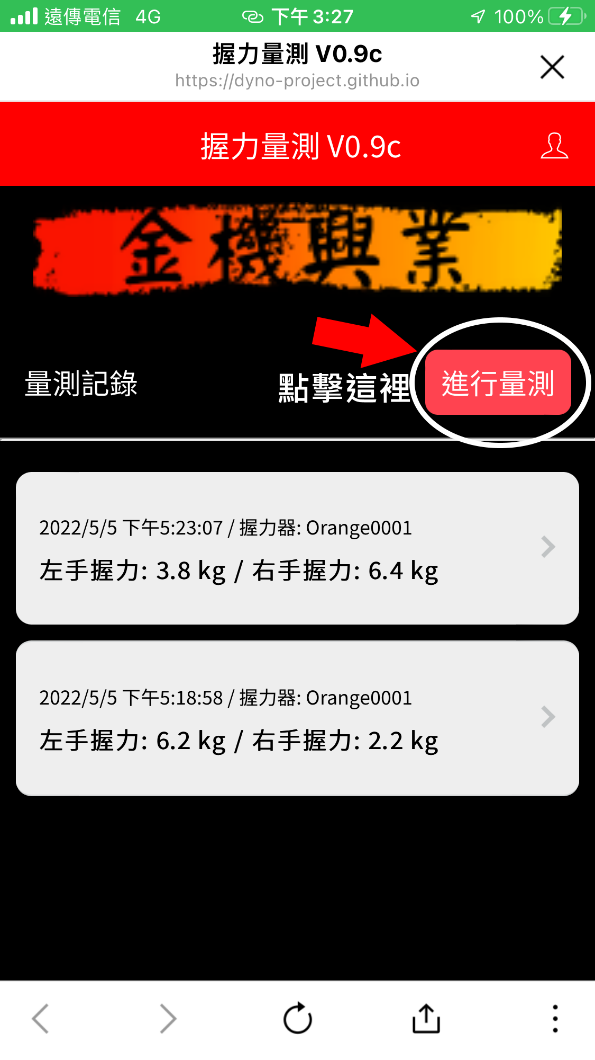 遠傳電信 4G 下午3:27 100%
握力量測 V0.9c
https://dyno-project.github.io
握力量測 V0.9c
金機興業
量測記錄 點擊這裡 進行量測
2022/5/5 下午5:23:07 / 握力器: Orange0001
左手握力: 3.8 kg / 右手握力: 6.4 kg
2022/5/5 下午5:18:58 / 握力器: Orange0001
左手握力: 6.2 kg / 右手握力: 2.2 kg